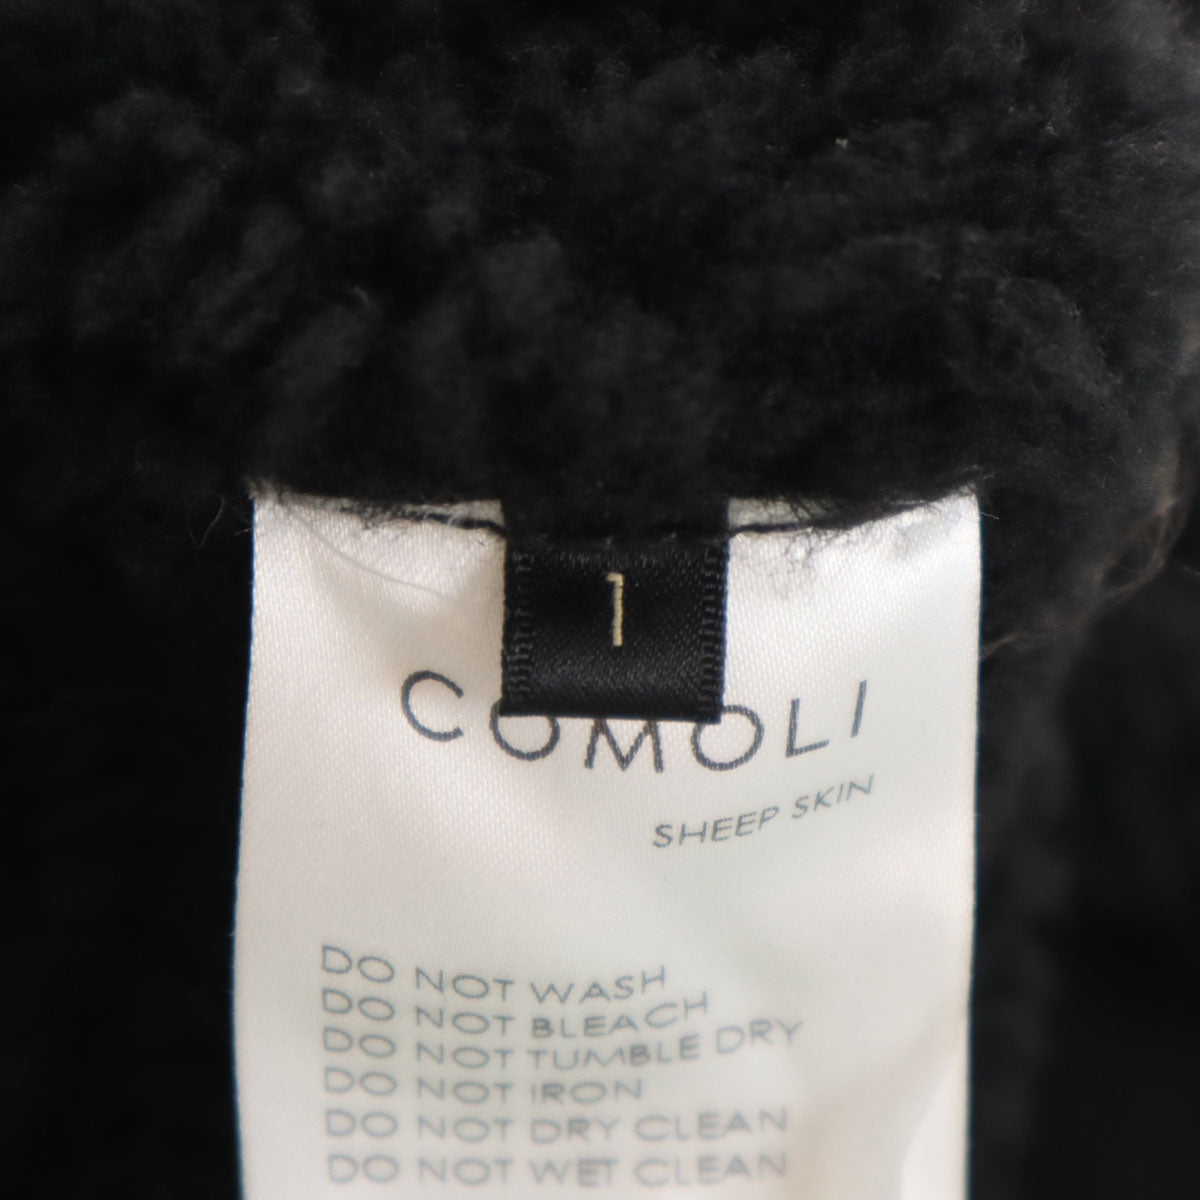 1
COMOLI
SHEEP SKIN
DO NOT WASH
DO NOT BLEACH
DO NOT TUMBLE DRY
DO NOT IRON
DO NOT DRY CLEAN
DO NOT WET CLEAN